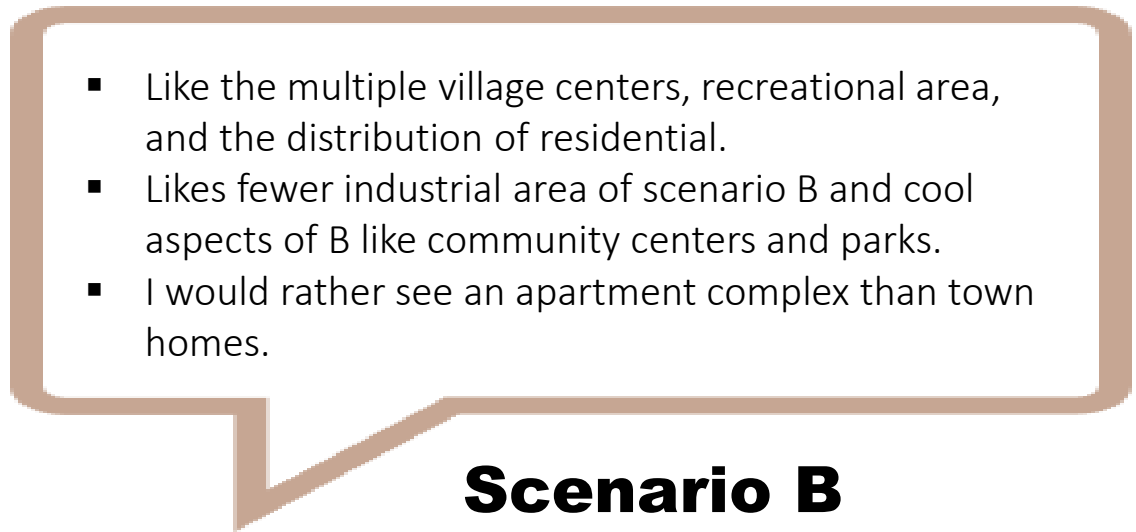 ▪ Like the multiple village centers, recreational area,
and the distribution of residential.
▪ Likes fewer industrial area of scenario B and cool
aspects of B like community centers and parks.
▪ I would rather see an apartment complex than town
homes.
Scenario B